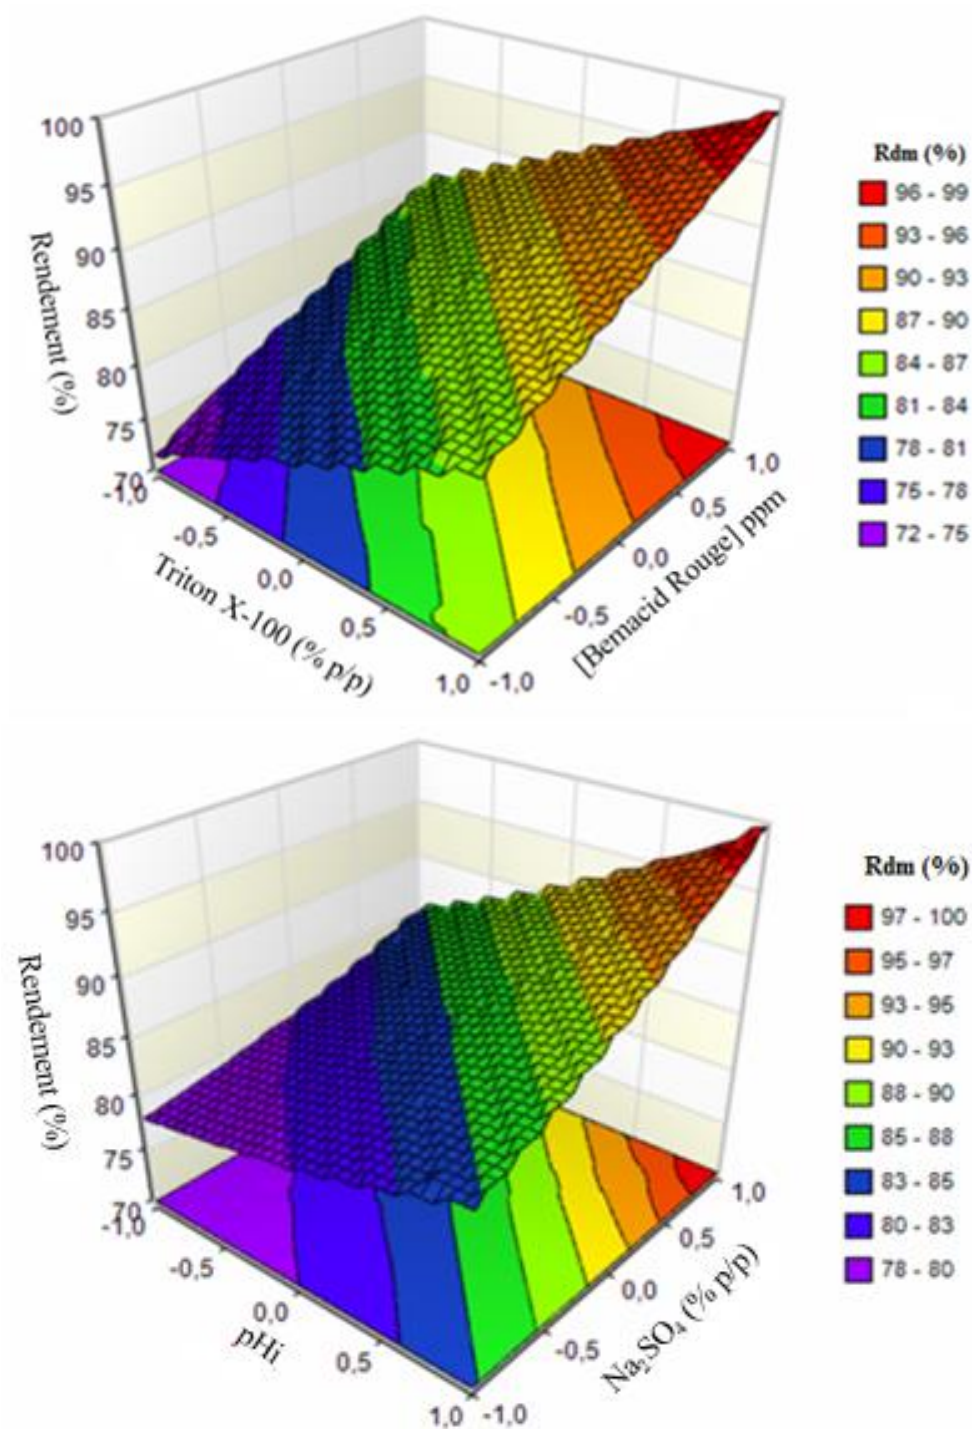 100
95
90
85
80
75
70
Rendement (%)
-1,0
-0,5
0,0
0,5
1,0
Triton X-100 (% p/p)
-1,0
-0,5
0,0
0,5
1,0
[Bemacid Rouge] ppm
Rdm (%)
96 - 99
93 - 96
90 - 93
87 - 90
84 - 87
81 - 84
78 - 81
75 - 78
72 - 75
100
95
90
85
80
75
70
Rendement (%)
-1,0
-0,5
0,0
0,5
1,0
pHi
-1,0
-0,5
0,0
0,5
1,0
Na₂SO₄ (% p/p)
Rdm (%)
97 - 100
95 - 97
93 - 95
90 - 93
88 - 90
85 - 88
83 - 85
80 - 83
78 - 80